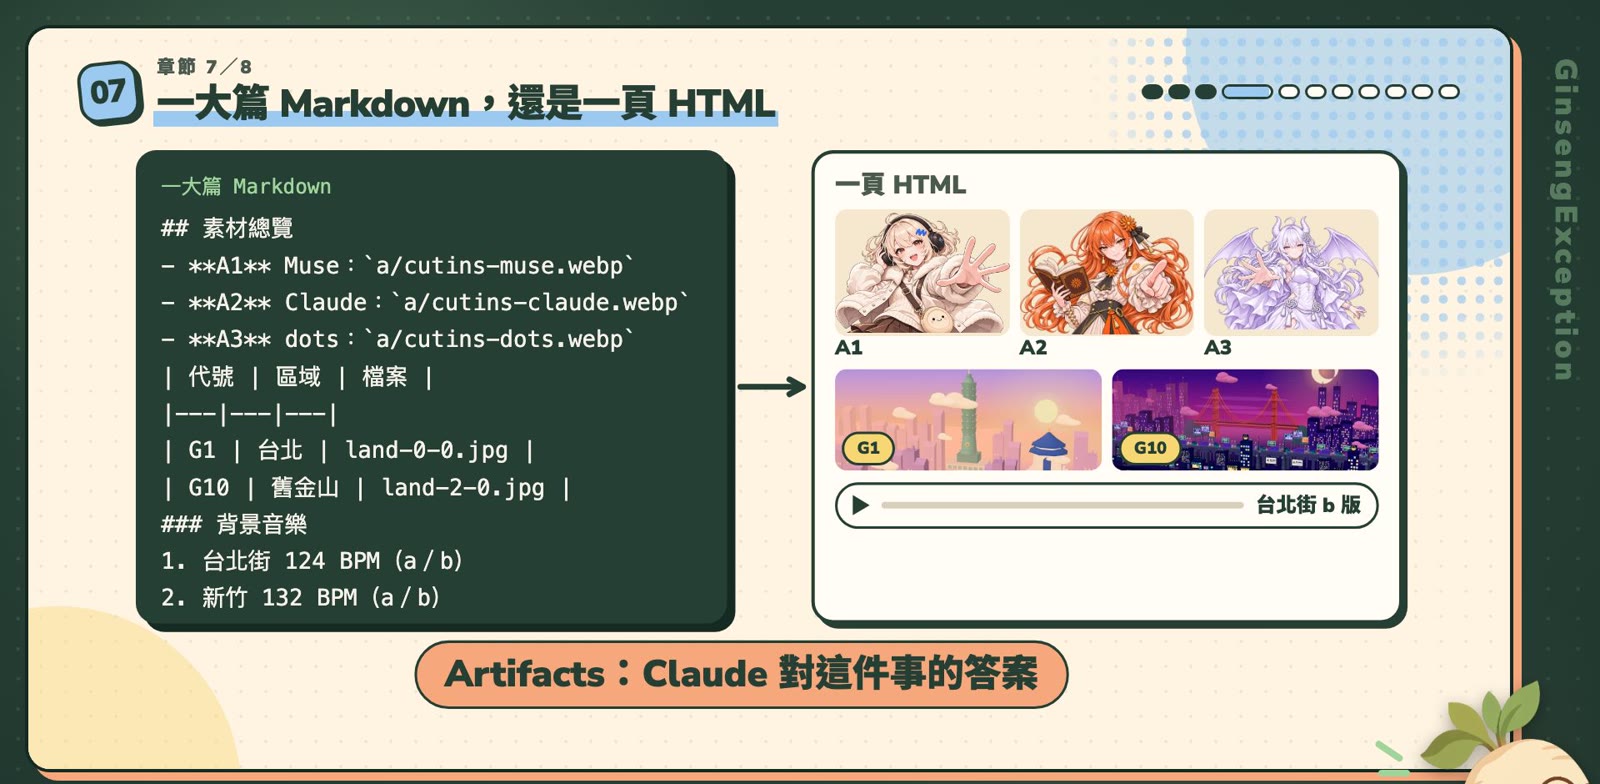 07
章節 7／8
一大篇 Markdown，還是一頁 HTML
一大篇 Markdown
## 素材總覽
- **A1** Muse：`a/cutins-muse.webp`
- **A2** Claude：`a/cutins-claude.webp`
- **A3** dots：`a/cutins-dots.webp`
| 代號 | 區域 | 檔案 |
|---|---|---|
| G1 | 台北 | land-0-0.jpg |
| G10 | 舊金山 | land-2-0.jpg |
### 背景音樂
1. 台北街 124 BPM（a / b）
2. 新竹 132 BPM（a / b）
一頁 HTML
A1
A2
A3
G1
G10
台北街 b 版
Artifacts：Claude 對這件事的答案
GinsengException